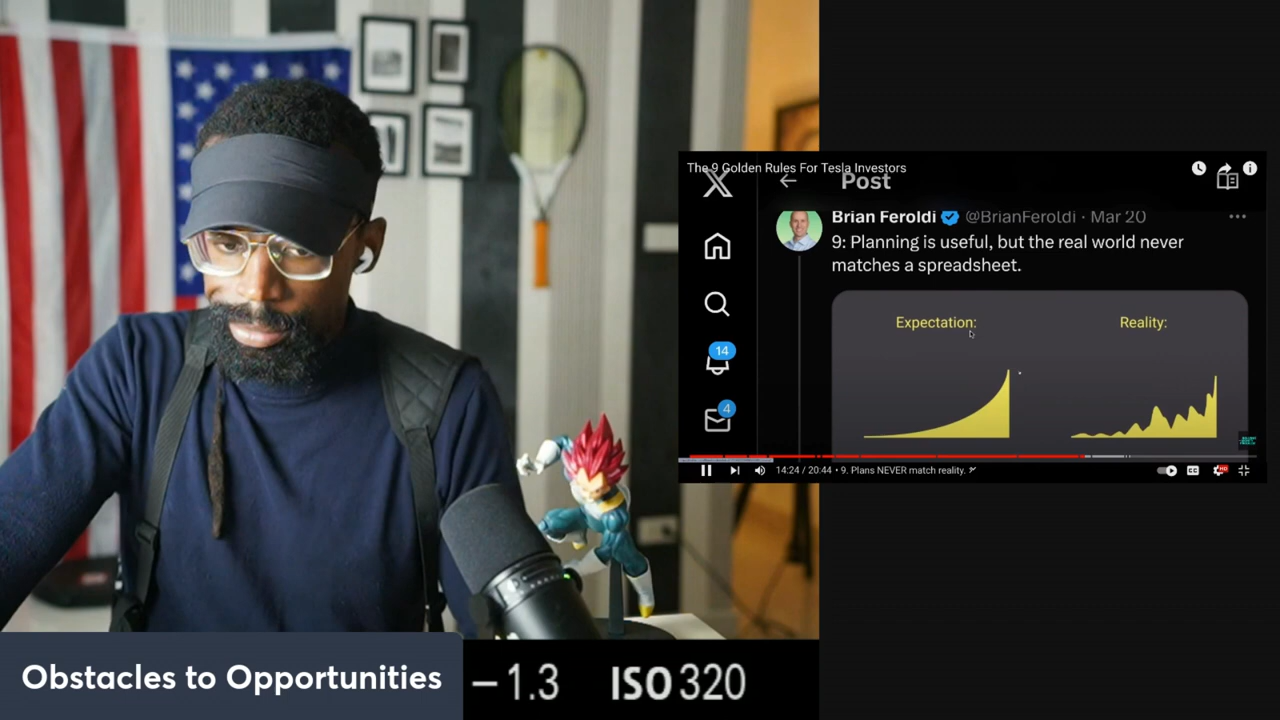 The 9 Golden Rules For Tesla Investors
Post
Brian Feroldi @BrianFeroldi · Mar 20
9: Planning is useful, but the real world never
matches a spreadsheet.
14
4
Expectation:
Reality:
14:24 / 20:44 • 9. Plans NEVER match reality.
CC
HD
Obstacles to Opportunities
– 1.3 ISO 320